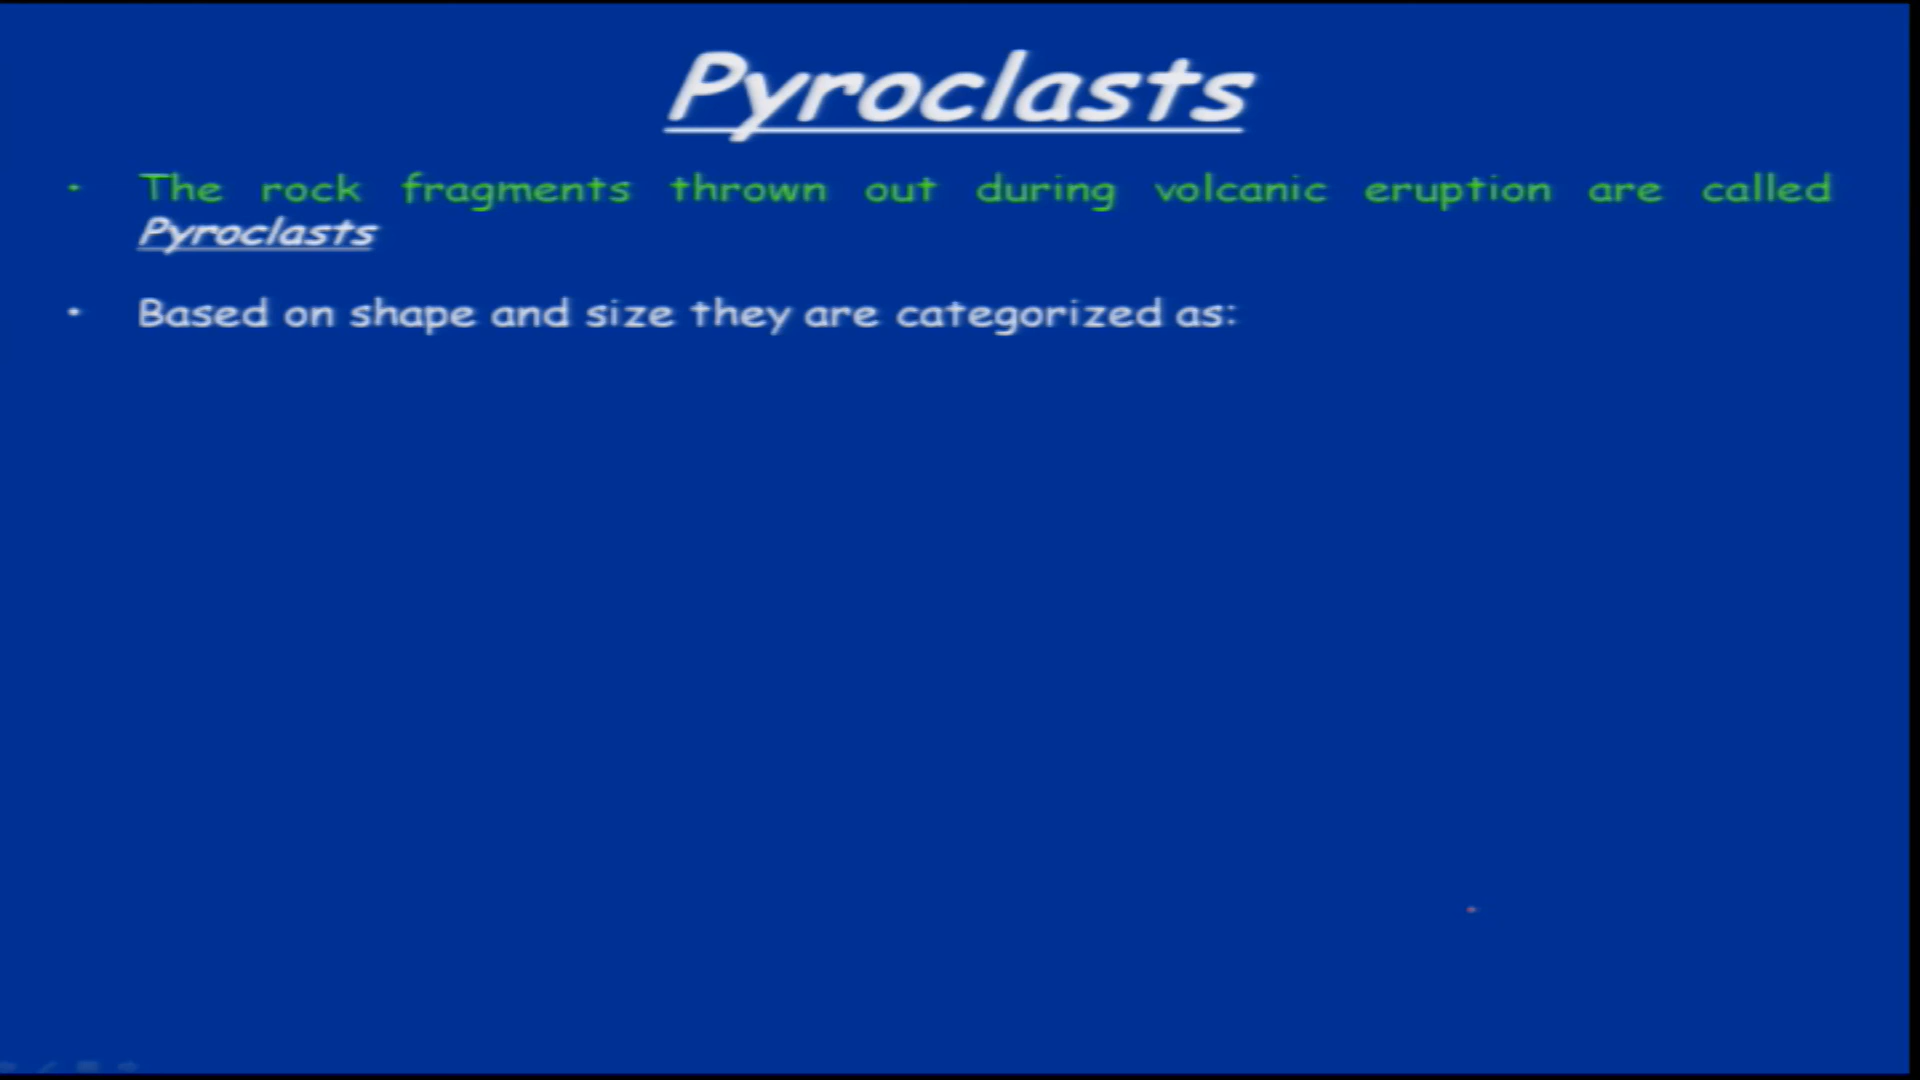 Pyroclasts
• The rock fragments thrown out during volcanic eruption are called
Pyroclasts
• Based on shape and size they are categorized as: